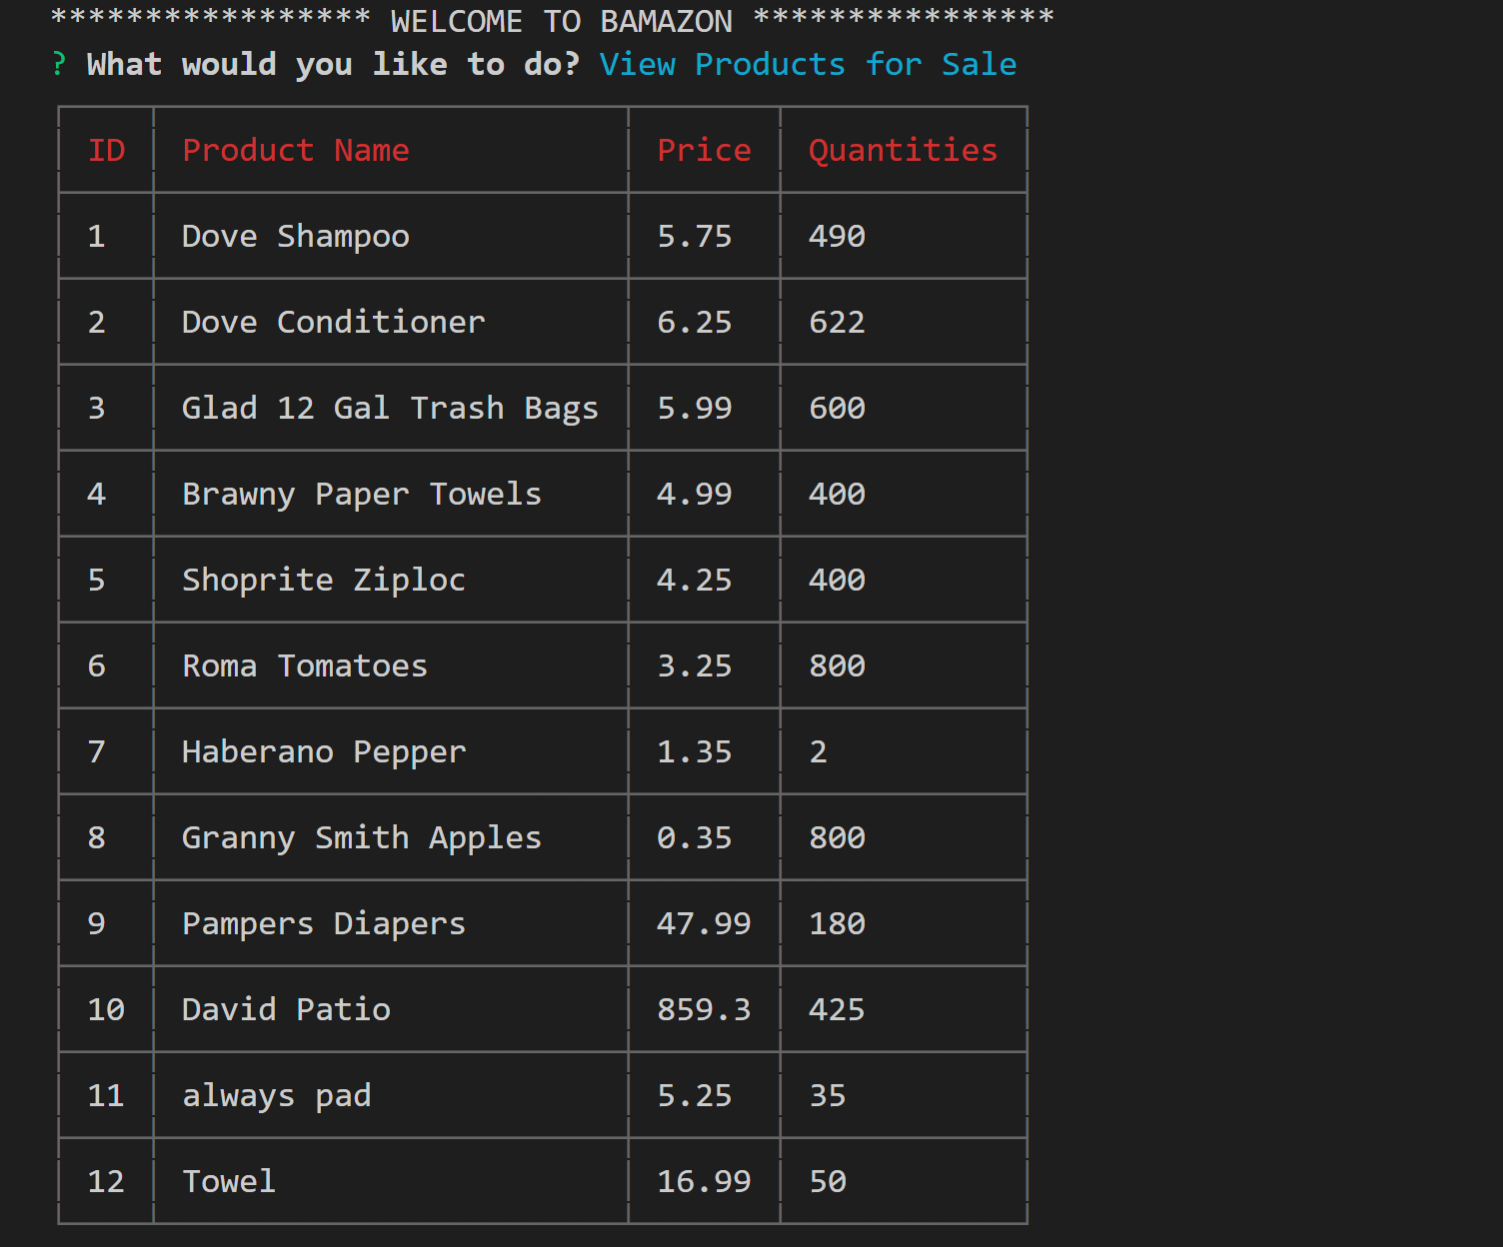 ***************** WELCOME TO BAMAZON ****************
? What would you like to do? View Products for Sale
ID Product Name Price Quantities
1 Dove Shampoo 5.75 490
2 Dove Conditioner 6.25 622
3 Glad 12 Gal Trash Bags 5.99 600
4 Brawny Paper Towels 4.99 400
5 Shoprite Ziploc 4.25 400
6 Roma Tomatoes 3.25 800
7 Haberano Pepper 1.35 2
8 Granny Smith Apples 0.35 800
9 Pampers Diapers 47.99 180
10 David Patio 859.3 425
11 always pad 5.25 35
12 Towel 16.99 50